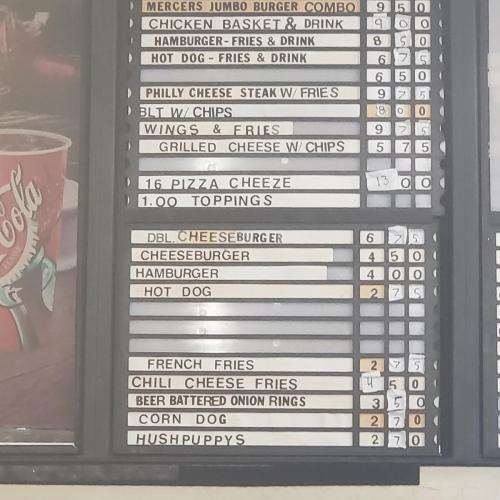 MERCERS JUMBO BURGER COMBO 9 5 0
CHICKEN BASKET & DRINK 9 0 0
HAMBURGER-FRIES & DRINK 8 5 0
HOT DOG - FRIES & DRINK 6 7 5
6 5 0
PHILLY CHEESE STEAK W/ FRIES 9 7 5
BLT W/ CHIPS 8 0 0
WINGS & FRIES 9 7 5
GRILLED CHEESE W/ CHIPS 5 7 5
16 PIZZA CHEEZE 13 0 0
1.00 TOPPINGS
DBL. CHEESEBURGER 6 7 5
CHEESEBURGER 4 5 0
HAMBURGER 4 0 0
HOT DOG 2 7 5
FRENCH FRIES 2 7 5
CHILI CHEESE FRIES 4 5 0
BEER BATTERED ONION RINGS 3 5 0
CORN DOG 2 7 0
HUSHPUPPYS 2 7 0
Cola